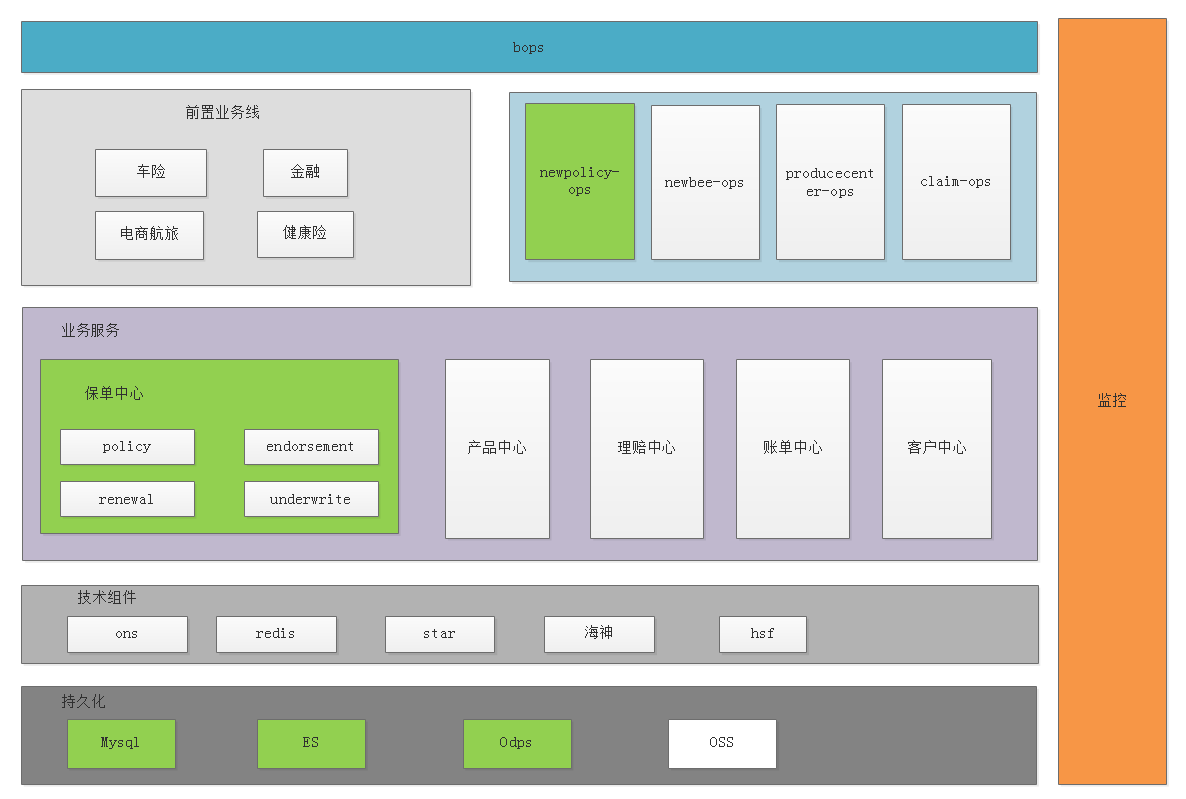 bops
前置业务线
车险
金融
电商航旅
健康险
newpolicy-
ops
newbee-ops
producecent
er-ops
claim-ops
业务服务
保单中心
policy
endorsement
renewal
underwrite
产品中心
理赔中心
账单中心
客户中心
技术组件
ons
redis
star
海神
hsf
持久化
Mysql
ES
Odps
OSS
监控